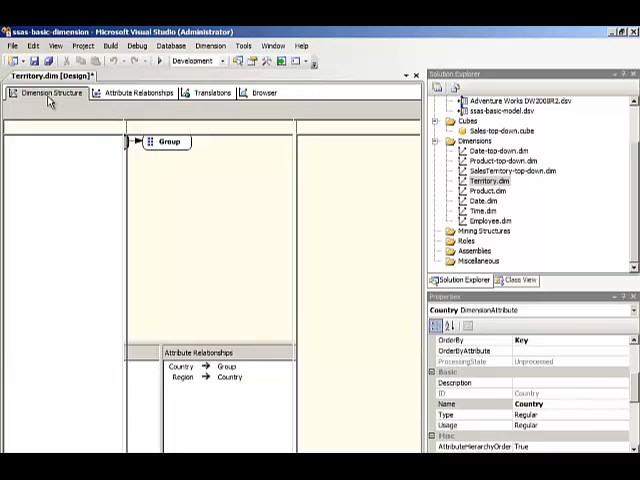 ssas-basic-dimension - Microsoft Visual Studio (Administrator)
File Edit View Project Build Debug Database Dimension Tools Window Help
Development
Territory.dim [Design]*
Dimension Structure Attribute Relationships Translations Browser
Group
Attribute Relationships
Country → Group
Region → Country
Solution Explorer
Adventure Works DW2008R2.dsv
ssas-basic-model.dsv
Cubes
Sales-top-down.cube
Dimensions
Date-top-down.dim
Product-top-down.dim
SalesTerritory-top-down.dim
Territory.dim
Product.dim
Date.dim
Time.dim
Employee.dim
Mining Structures
Roles
Assemblies
Miscellaneous
Solution Explorer Class View
Properties
Country DimensionAttribute
OrderBy Key
OrderByAttribute
ProcessingState Unprocessed
Basic
Description
ID Country
Name Country
Type Regular
Usage Regular
Misc
AttributeHierarchyOrder True